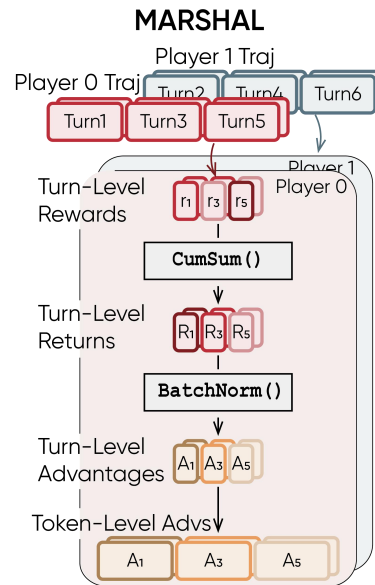 MARSHAL
Player 1 Traj
Player 0 Traj
Turn2 Turn4 Turn6
Turn1 Turn3 Turn5
Player 1
Player 0
Turn-Level
Rewards
r1 r3 r5
CumSum()
Turn-Level
Returns
R1 R3 R5
BatchNorm()
Turn-Level
Advantages
A1 A3 A5
Token-Level Advs
A1 A3 A5